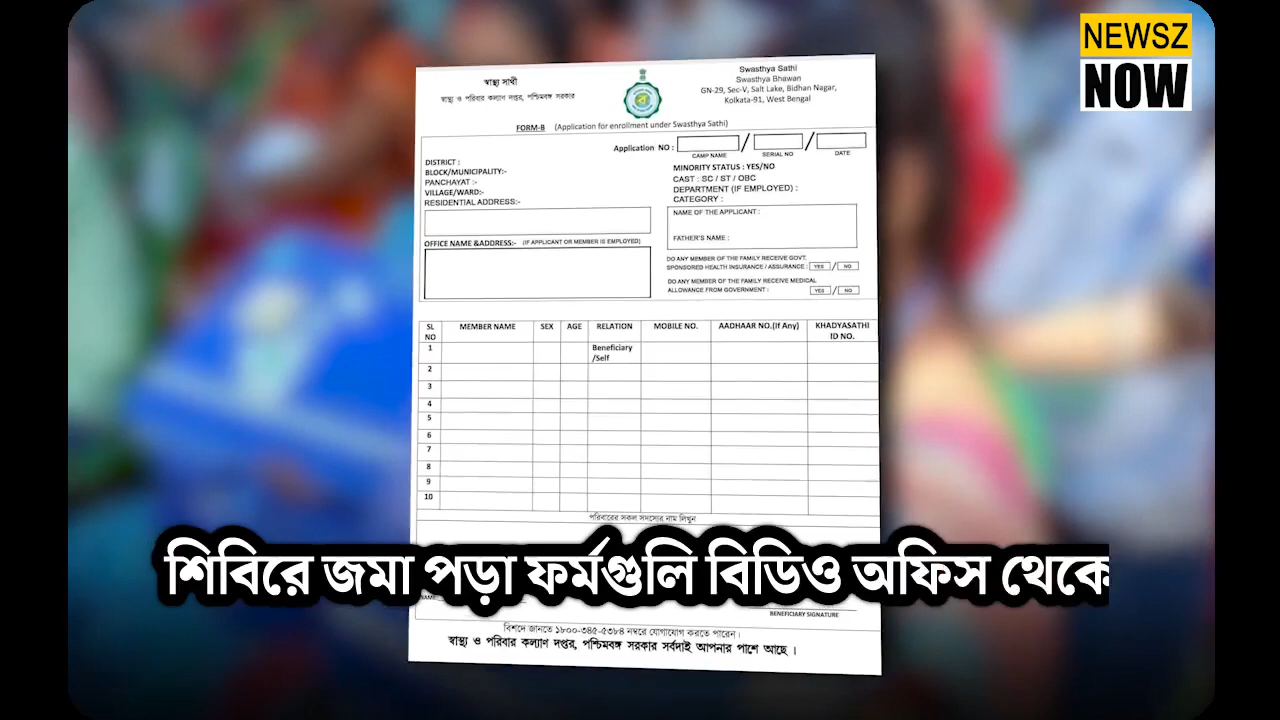 NEWSZ
NOW
স্বাস্থ্য সাথী
স্বাস্থ্য ও পরিবার কল্যাণ দপ্তর, পশ্চিমবঙ্গ সরকার
Swasthya Sathi
Swasthya Bhawan
GN-29, Sec-V, Salt Lake, Bidhan Nagar,
Kolkata-91, West Bengal
FORM-B (Application for enrollment under Swasthya Sathi)
Application NO : / /
CAMP NAME SERIAL NO DATE
DISTRICT :
BLOCK/MUNICIPALITY:-
PANCHAYAT :-
VILLAGE/WARD:-
RESIDENTIAL ADDRESS:-
MINORITY STATUS : YES/NO
CAST : SC / ST / OBC
DEPARTMENT (IF EMPLOYED) :
CATEGORY :
NAME OF THE APPLICANT :
FATHER'S NAME :
OFFICE NAME &ADDRESS:- (IF APPLICANT OR MEMBER IS EMPLOYED)
DO ANY MEMBER OF THE FAMILY RECEIVE GOVT.
SPONSORED HEALTH INSURANCE / ASSURANCE : YES / NO
DO ANY MEMBER OF THE FAMILY RECEIVE MEDICAL
ALLOWANCE FROM GOVERNMENT : YES / NO
SL NO MEMBER NAME SEX AGE RELATION MOBILE NO. AADHAAR NO.(If Any) KHADYASATHI ID NO.
1 Beneficiary /Self
2
3
4
5
6
7
8
9
10
পরিবারের সকল সদস্যের নাম লিখুন
শিবিরে জমা পড়া ফর্মগুলি বিডিও অফিস থেকে
NAME
BENEFICIARY SIGNATURE
বিশদে জানতে ১৮০০-৩৪৫-৫৩৮৪ নম্বরে যোগাযোগ করতে পারেন।
স্বাস্থ্য ও পরিবার কল্যাণ দপ্তর, পশ্চিমবঙ্গ সরকার সর্বদাই আপনার পাশে আছে ।